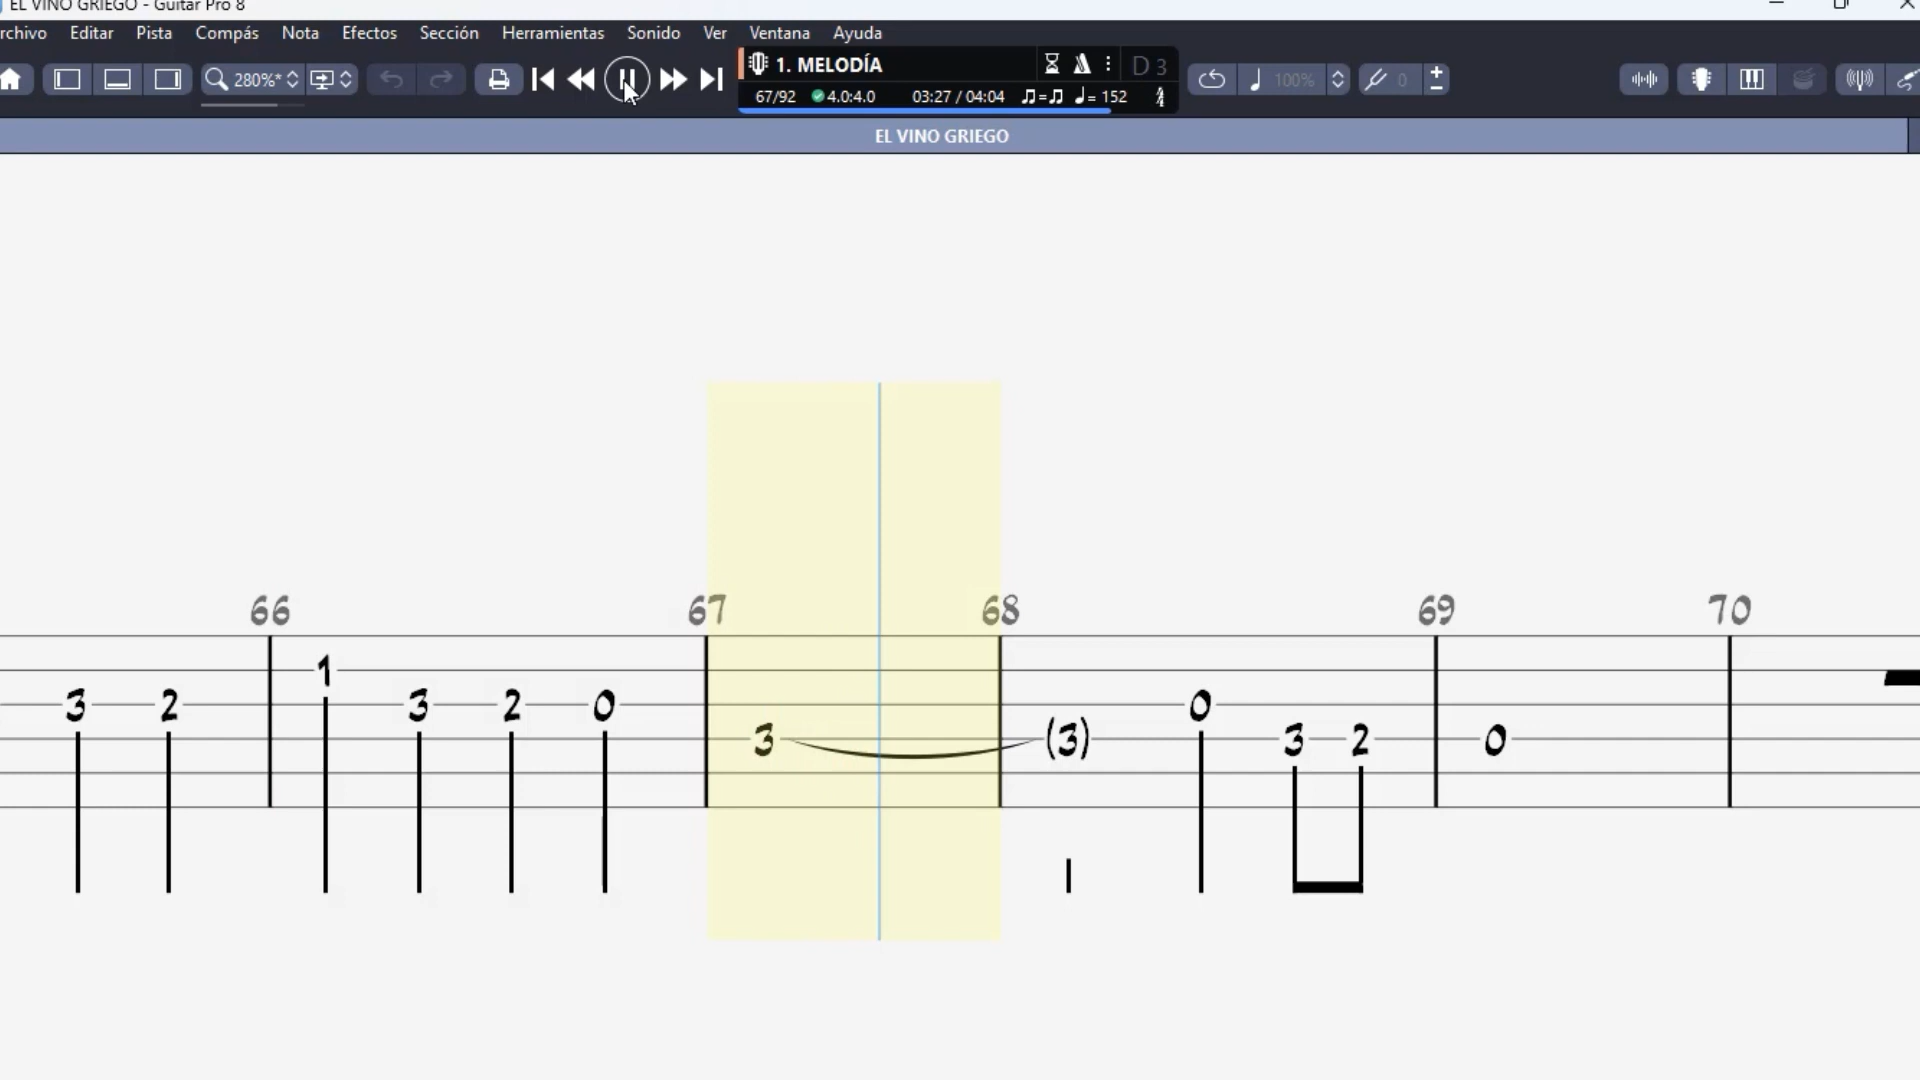 EL VINO GRIEGO - Guitar Pro 8
rchivo Editar Pista Compás Nota Efectos Sección Herramientas Sonido Ver Ventana Ayuda
280%* 1. MELODÍA D 3 100% 0
67/92 4.0:4.0 03:27 / 04:04 = 152
EL VINO GRIEGO
66 67 68 69 70
1
3 2 3 2 0 0
3 (3) 3 2 0